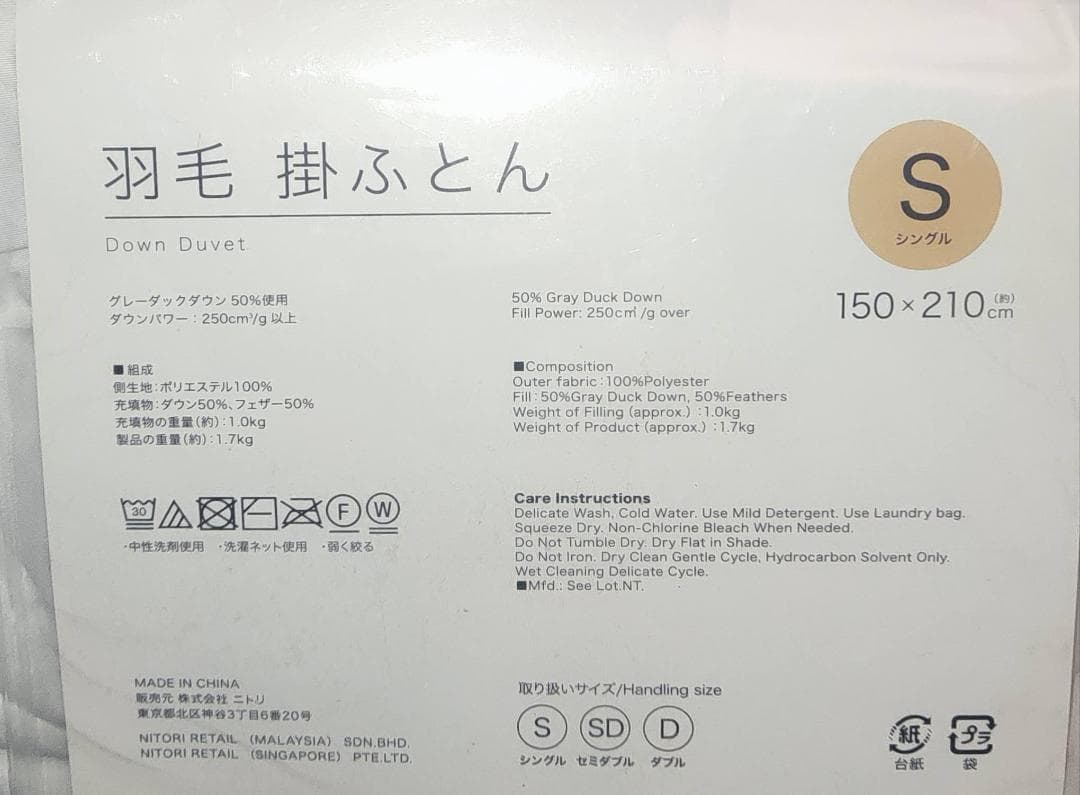 羽毛 掛ふとん
Down Duvet
S
シングル
150×210cm(約)
グレーダックダウン 50%使用
ダウンパワー：250cm³/g 以上
50% Gray Duck Down
Fill Power: 250c㎥/g over
■組成
側生地：ポリエステル100%
充填物：ダウン50%、フェザー50%
充填物の重量(約)：1.0kg
製品の重量(約)：1.7kg
■Composition
Outer fabric：100%Polyester
Fill：50%Gray Duck Down, 50%Feathers
Weight of Filling (approx.) ：1.0kg
Weight of Product (approx.) ：1.7kg
30 F W
・中性洗剤使用 ・洗濯ネット使用 ・弱く絞る
Care Instructions
Delicate Wash, Cold Water. Use Mild Detergent. Use Laundry bag.
Squeeze Dry. Non-Chlorine Bleach When Needed.
Do Not Tumble Dry. Dry Flat in Shade.
Do Not Iron. Dry Clean Gentle Cycle, Hydrocarbon Solvent Only.
Wet Cleaning Delicate Cycle.
■Mfd.: See Lot.NT.
MADE IN CHINA
販売元 株式会社 ニトリ
東京都北区神谷3丁目6番20号
NITORI RETAIL （MALAYSIA） SDN.BHD.
NITORI RETAIL （SINGAPORE） PTE.LTD.
取り扱いサイズ/Handling size
S SD D
シングル セミダブル ダブル
紙 プラ
台紙 袋